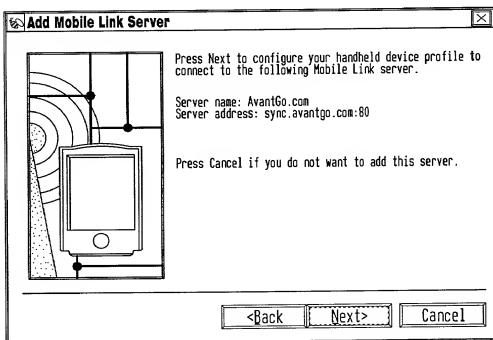 Add Mobile Link Server
Press Next to configure your handheld device profile to
connect to the following Mobile Link server.
Server name: AvantGo.com
Server address: sync.avantgo.com:80
Press Cancel if you do not want to add this server.
<Back Next> Cancel